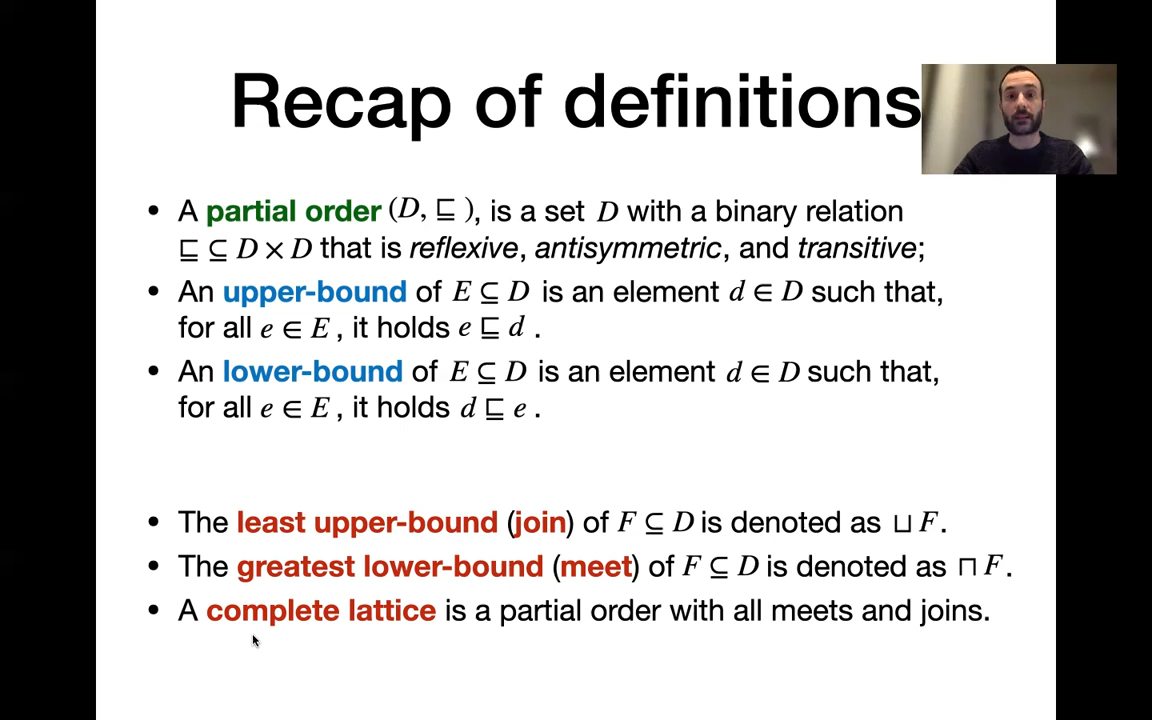 Recap of definitions
• A partial order (D, ⊑ ), is a set D with a binary relation
⊑ ⊆ D × D that is reflexive, antisymmetric, and transitive;
• An upper-bound of E ⊆ D is an element d ∈ D such that,
for all e ∈ E , it holds e ⊑ d .
• An lower-bound of E ⊆ D is an element d ∈ D such that,
for all e ∈ E , it holds d ⊑ e .
• The least upper-bound (join) of F ⊆ D is denoted as ⊔ F.
• The greatest lower-bound (meet) of F ⊆ D is denoted as ⊓ F.
• A complete lattice is a partial order with all meets and joins.